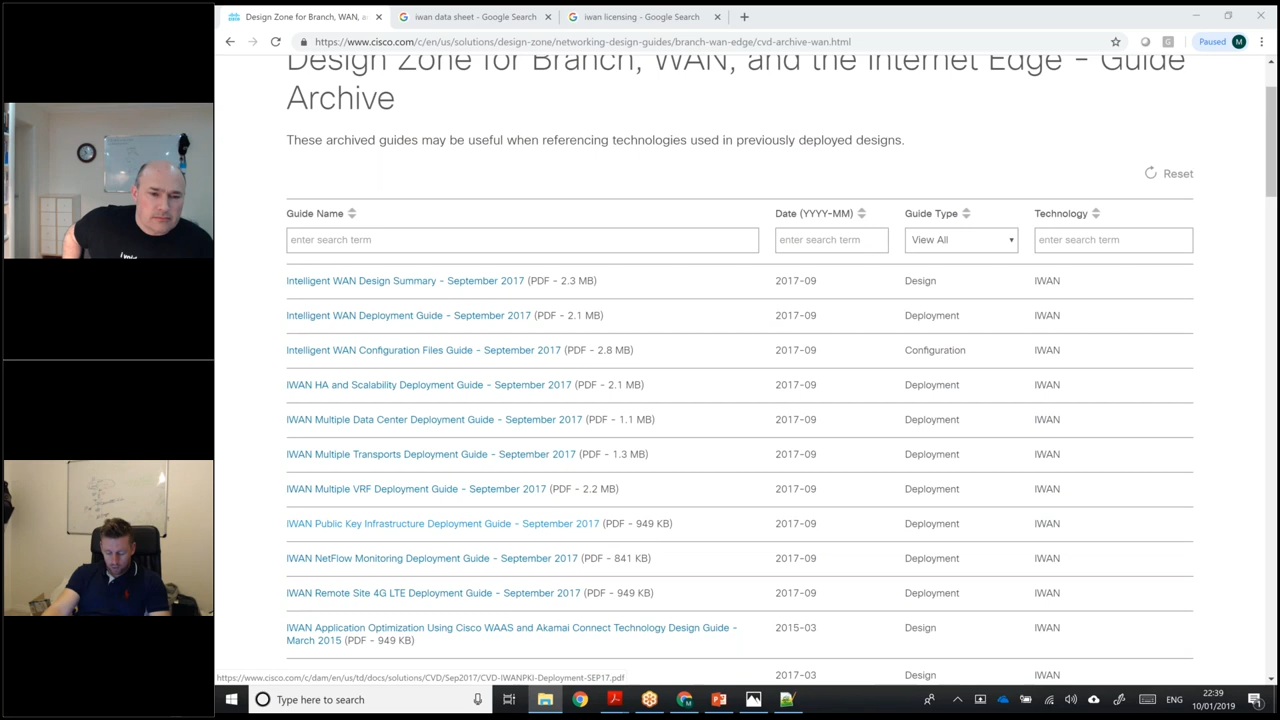 Design Zone for Branch, WAN, a
iwan data sheet - Google Search
iwan licensing - Google Search
https://www.cisco.com/c/en/us/solutions/design-zone/networking-design-guides/branch-wan-edge/cvd-archive-wan.html
Paused M
Design Zone for Branch, WAN, and the Internet Edge - Guide
Archive
These archived guides may be useful when referencing technologies used in previously deployed designs.
Reset
Guide Name Date (YYYY-MM) Guide Type Technology
enter search term enter search term View All enter search term
Intelligent WAN Design Summary - September 2017 (PDF - 2.3 MB) 2017-09 Design IWAN
Intelligent WAN Deployment Guide - September 2017 (PDF - 2.1 MB) 2017-09 Deployment IWAN
Intelligent WAN Configuration Files Guide - September 2017 (PDF - 2.8 MB) 2017-09 Configuration IWAN
IWAN HA and Scalability Deployment Guide - September 2017 (PDF - 2.1 MB) 2017-09 Deployment IWAN
IWAN Multiple Data Center Deployment Guide - September 2017 (PDF - 1.1 MB) 2017-09 Deployment IWAN
IWAN Multiple Transports Deployment Guide - September 2017 (PDF - 1.3 MB) 2017-09 Deployment IWAN
IWAN Multiple VRF Deployment Guide - September 2017 (PDF - 2.2 MB) 2017-09 Deployment IWAN
IWAN Public Key Infrastructure Deployment Guide - September 2017 (PDF - 949 KB) 2017-09 Deployment IWAN
IWAN NetFlow Monitoring Deployment Guide - September 2017 (PDF - 841 KB) 2017-09 Deployment IWAN
IWAN Remote Site 4G LTE Deployment Guide - September 2017 (PDF - 949 KB) 2017-09 Deployment IWAN
IWAN Application Optimization Using Cisco WAAS and Akamai Connect Technology Design Guide - 2015-03 Design IWAN
March 2015 (PDF - 949 KB)
2017-03 Design IWAN
https://www.cisco.com/c/dam/en/us/td/docs/solutions/CVD/Sep2017/CVD-IWANPKI-Deployment-SEP17.pdf
Type here to search
ENG
22:39
10/01/2019